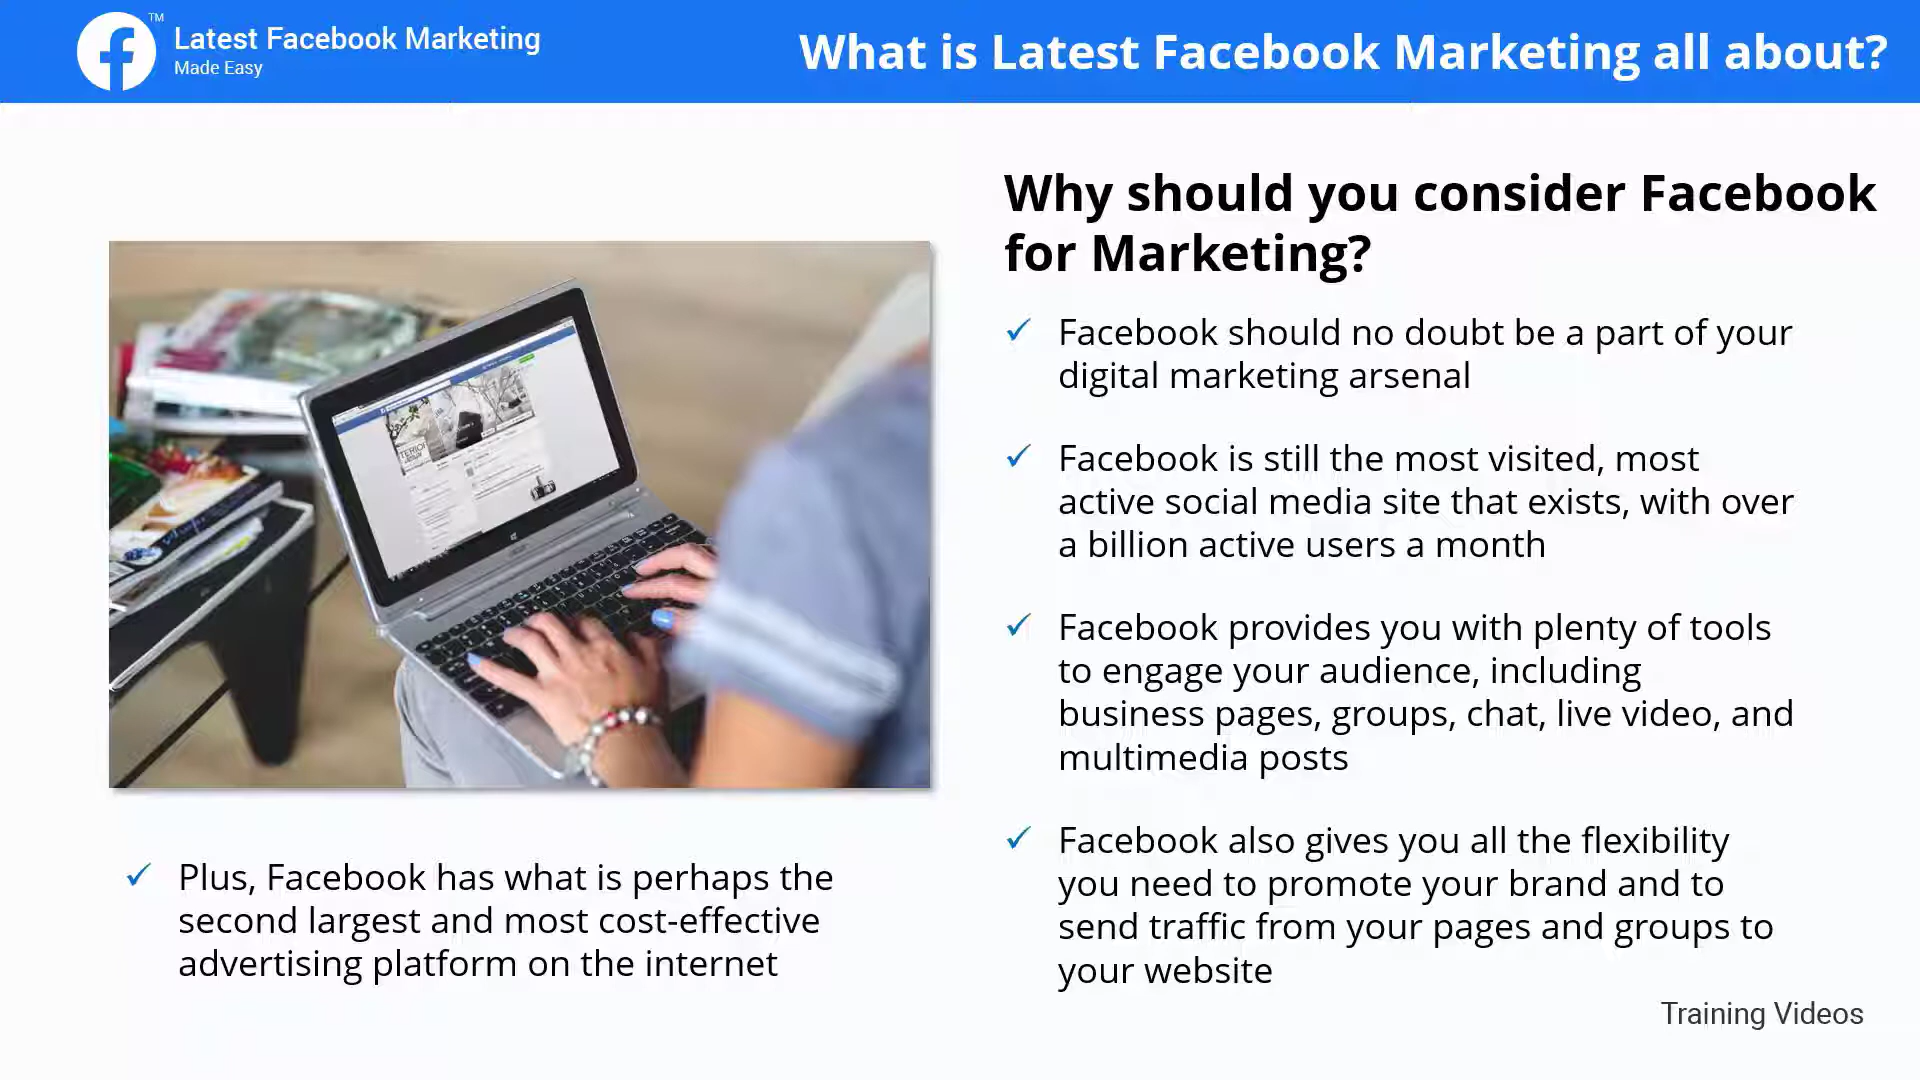 TM
Latest Facebook Marketing
Made Easy
What is Latest Facebook Marketing all about?
Why should you consider Facebook
for Marketing?
✓ Facebook should no doubt be a part of your
digital marketing arsenal
✓ Facebook is still the most visited, most
active social media site that exists, with over
a billion active users a month
✓ Facebook provides you with plenty of tools
to engage your audience, including
business pages, groups, chat, live video, and
multimedia posts
✓ Facebook also gives you all the flexibility
you need to promote your brand and to
send traffic from your pages and groups to
your website
✓ Plus, Facebook has what is perhaps the
second largest and most cost-effective
advertising platform on the internet
Training Videos